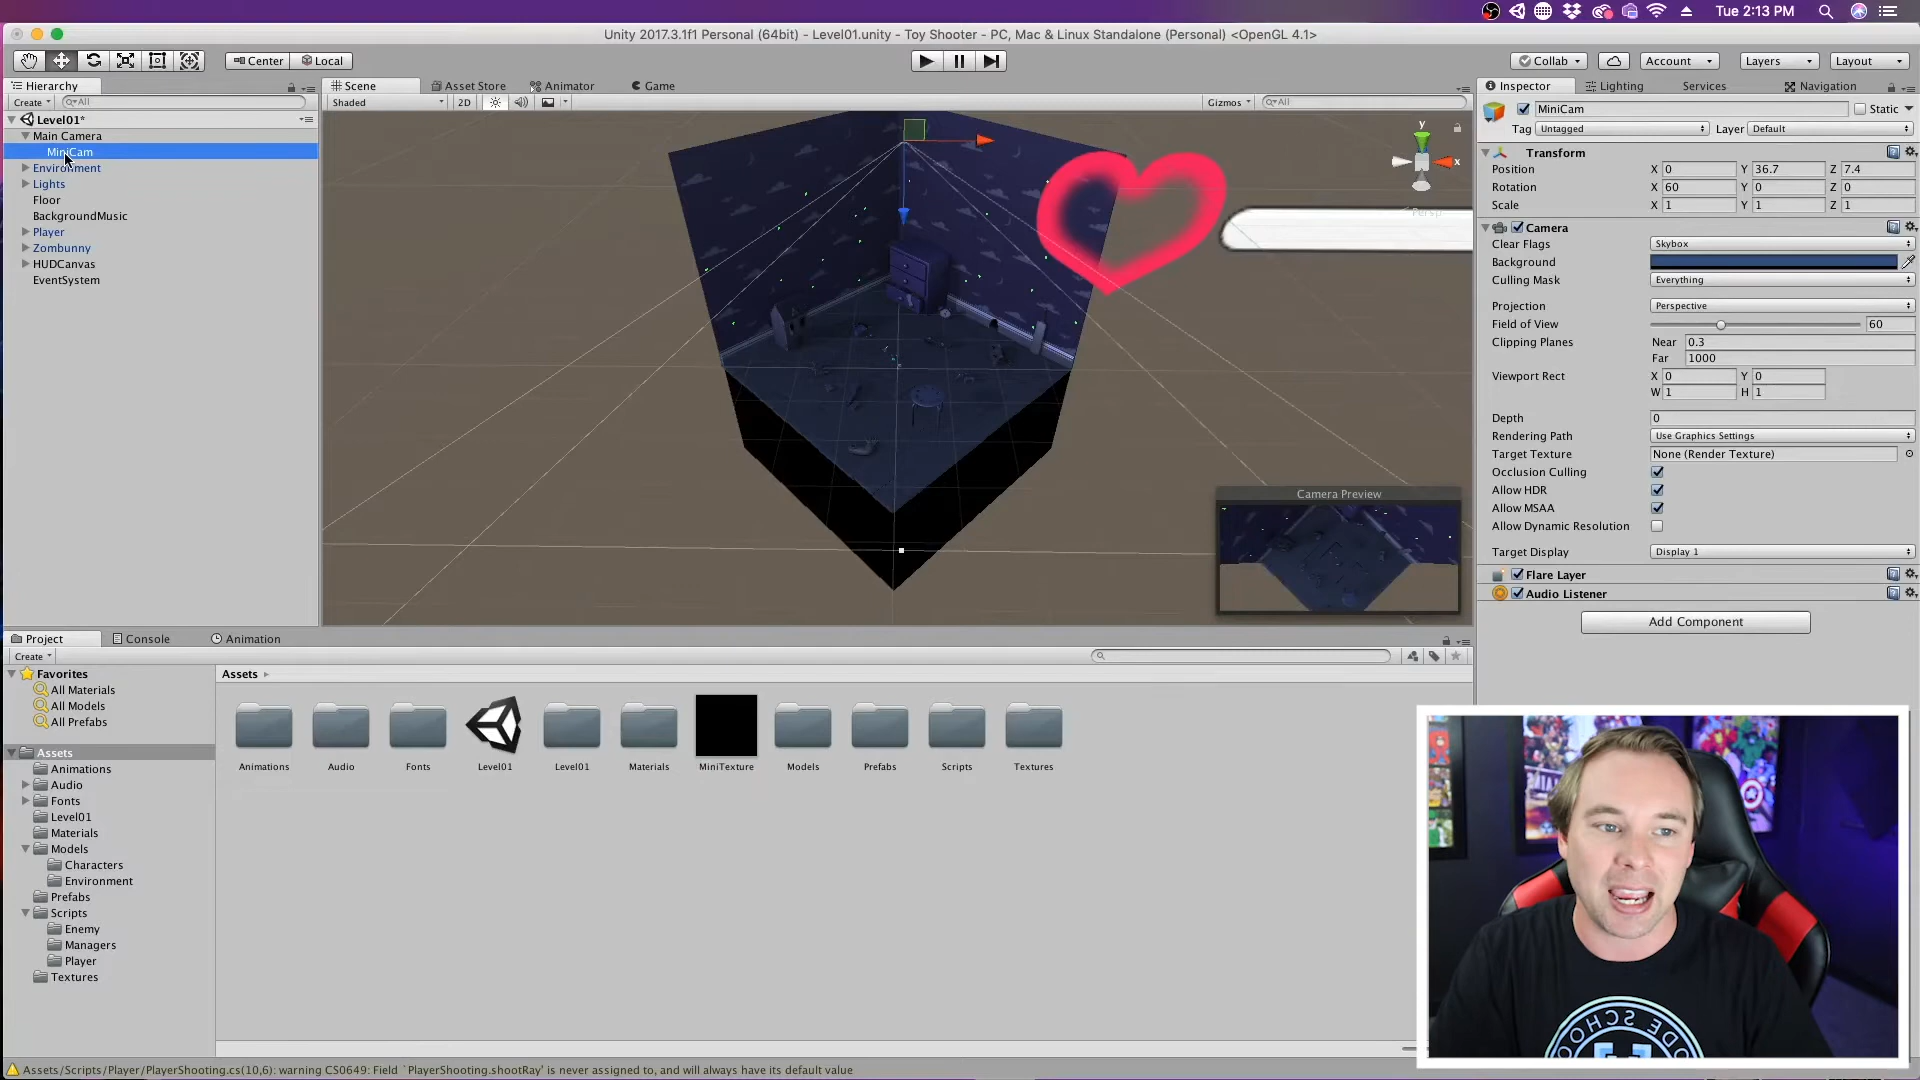 Tue 2:13 PM
Unity 2017.3.1f1 Personal (64bit) - Level01.unity - Toy Shooter - PC, Mac & Linux Standalone (Personal) <OpenGL 4.1>
Center Local Collab Account Layers Layout
Hierarchy Scene Asset Store Animator Game Inspector Lighting Services Navigation
Create All Shaded 2D Gizmos All
Level01*
Main Camera
MiniCam
Environment
Lights
Floor
BackgroundMusic
Player
Zombunny
HUDCanvas
EventSystem
y
x
Persp
Camera Preview
MiniCam Static
Tag Untagged Layer Default
Transform
Position X 0 Y 36.7 Z 7.4
Rotation X 60 Y 0 Z 0
Scale X 1 Y 1 Z 1
Camera
Clear Flags Skybox
Background
Culling Mask Everything
Projection Perspective
Field of View 60
Clipping Planes Near 0.3
Far 1000
Viewport Rect X 0 Y 0
W 1 H 1
Depth 0
Rendering Path Use Graphics Settings
Target Texture None (Render Texture)
Occlusion Culling
Allow HDR
Allow MSAA
Allow Dynamic Resolution
Target Display Display 1
Flare Layer
Audio Listener
Add Component
Project Console Animation
Create
Favorites
All Materials
All Models
All Prefabs
Assets
Animations
Audio
Fonts
Level01
Materials
Models
Characters
Environment
Prefabs
Scripts
Enemy
Managers
Player
Textures
Assets
Animations Audio Fonts Level01 Level01 Materials MiniTexture Models Prefabs Scripts Textures
Assets/Scripts/Player/PlayerShooting.cs(10,6): warning CS0649: Field `PlayerShooting.shootRay' is never assigned to, and will always have its default value